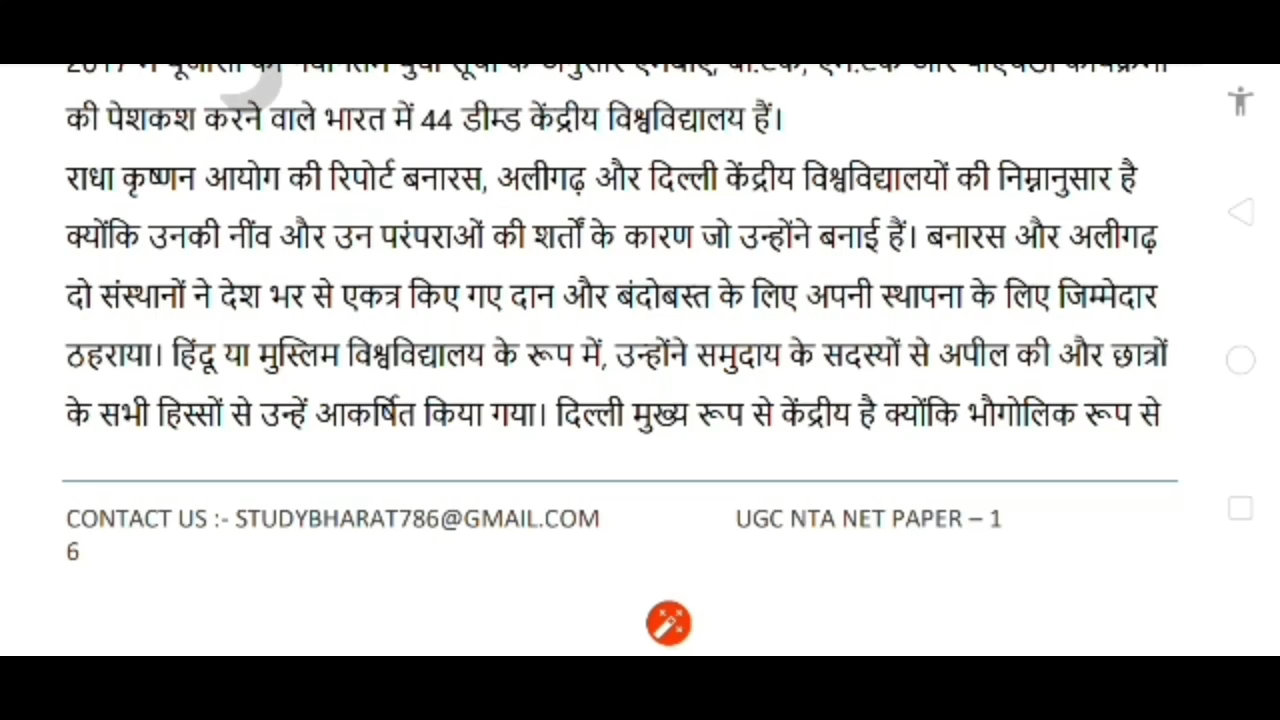 की पेशकश करने वाले भारत में 44 डीम्ड केंद्रीय विश्वविद्यालय हैं।
राधा कृष्णन आयोग की रिपोर्ट बनारस, अलीगढ़ और दिल्ली केंद्रीय विश्वविद्यालयों की निम्नानुसार है
क्योंकि उनकी नींव और उन परंपराओं की शर्तों के कारण जो उन्होंने बनाई हैं। बनारस और अलीगढ़
दो संस्थानों ने देश भर से एकत्र किए गए दान और बंदोबस्त के लिए अपनी स्थापना के लिए जिम्मेदार
ठहराया। हिंदू या मुस्लिम विश्वविद्यालय के रूप में, उन्होंने समुदाय के सदस्यों से अपील की और छात्रों
के सभी हिस्सों से उन्हें आकर्षित किया गया। दिल्ली मुख्य रूप से केंद्रीय है क्योंकि भौगोलिक रूप से
CONTACT US :- STUDYBHARAT786@GMAIL.COM UGC NTA NET PAPER – 1
6